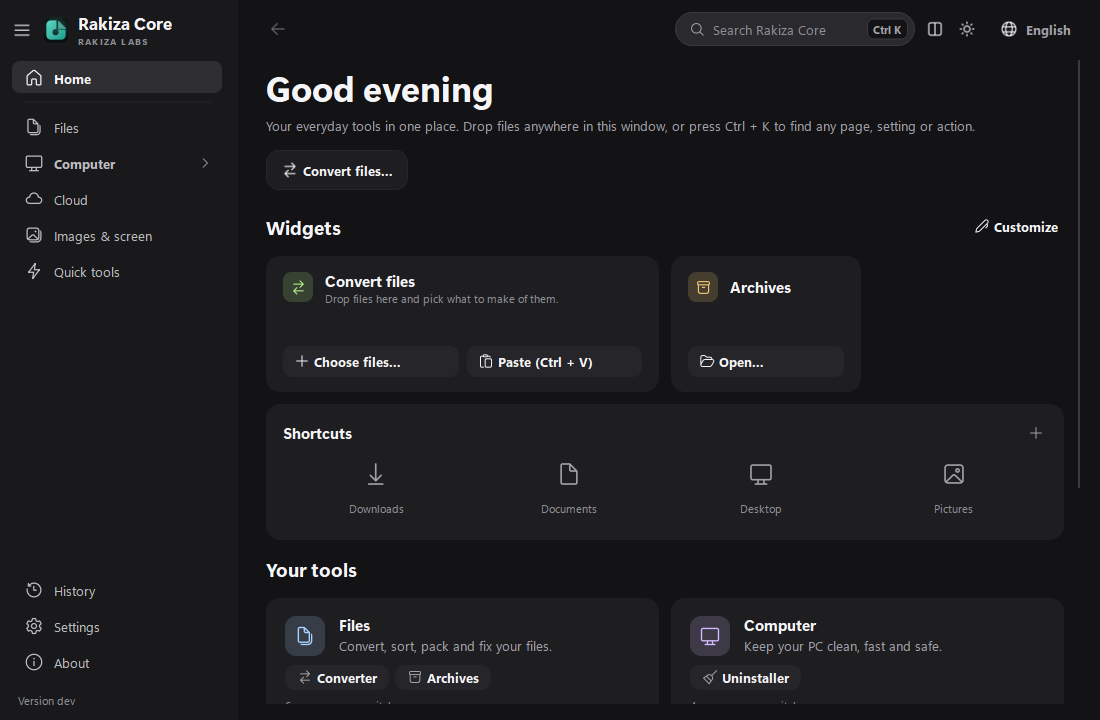 Rakiza Core
RAKIZA LABS
Search Rakiza Core
Ctrl K
English
Home
Files
Computer
Cloud
Images & screen
Quick tools
History
Settings
About
Version dev
Good evening
Your everyday tools in one place. Drop files anywhere in this window, or press Ctrl + K to find any page, setting or action.
Convert files...
Widgets
Customize
Convert files
Drop files here and pick what to make of them.
Choose files...
Paste (Ctrl + V)
Archives
Open...
Shortcuts
Downloads
Documents
Desktop
Pictures
Your tools
Files
Convert, sort, pack and fix your files.
Converter
Archives
Computer
Keep your PC clean, fast and safe.
Uninstaller